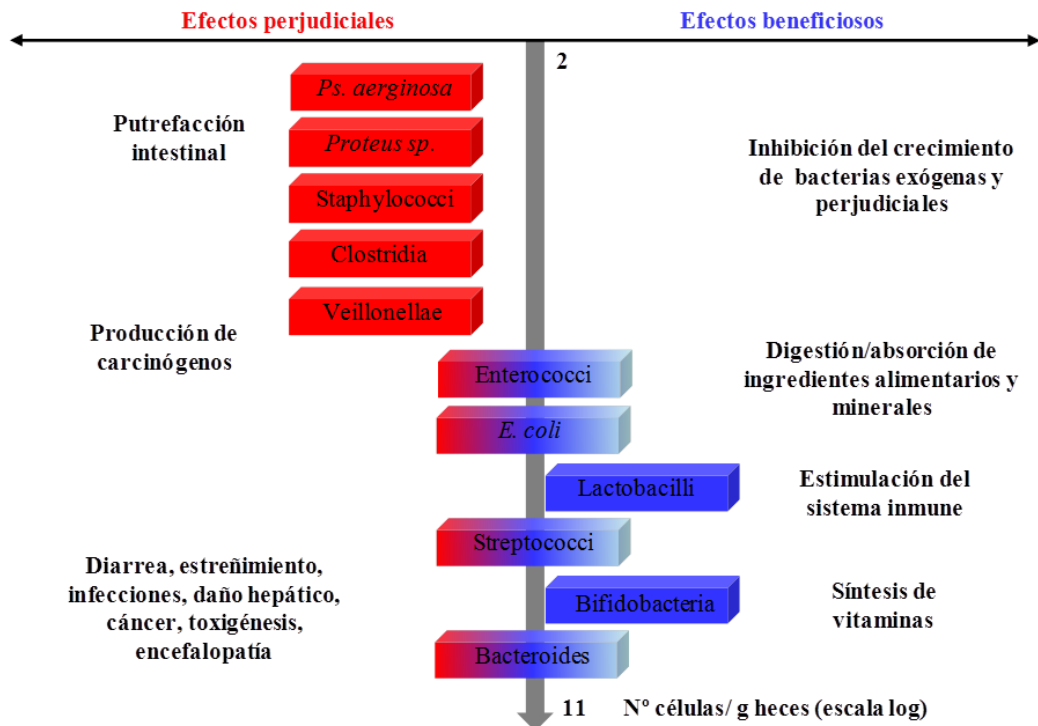 Efectos perjudiciales
Efectos beneficiosos
2
Ps. aerginosa
Putrefacción
intestinal
Proteus sp.
Inhibición del crecimiento
de bacterias exógenas y
perjudiciales
Staphylococci
Clostridia
Veillonellae
Producción de
carcinógenos
Enterococci
Digestión/absorción de
ingredientes alimentarios y
minerales
E. coli
Lactobacilli
Estimulación del
sistema inmune
Streptococci
Diarrea, estreñimiento,
infecciones, daño hepático,
cáncer, toxigénesis,
encefalopatía
Bifidobacteria
Síntesis de
vitaminas
Bacteroides
11
Nº células/ g heces (escala log)